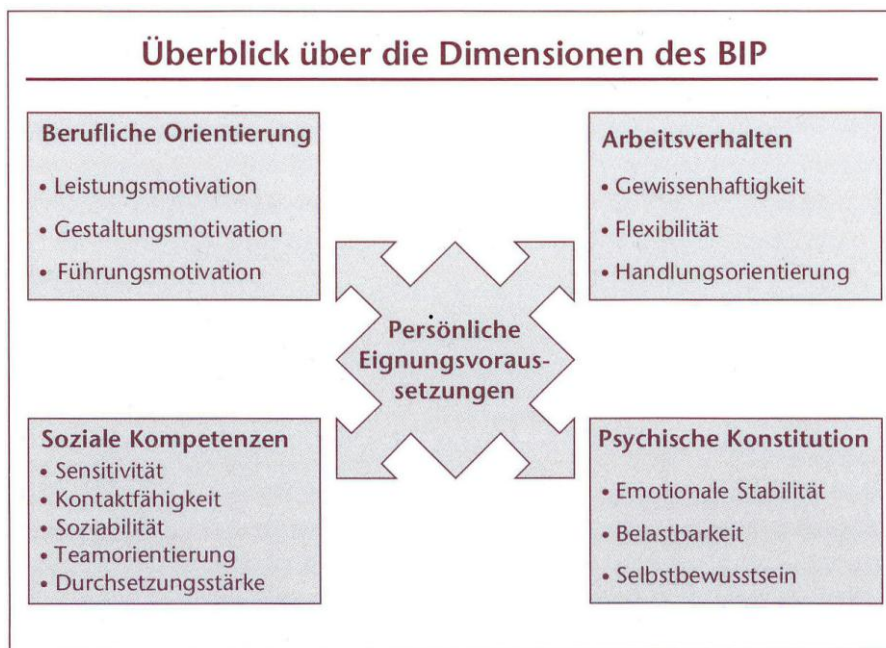 Überblick über die Dimensionen des BIP
Berufliche Orientierung
• Leistungsmotivation
• Gestaltungsmotivation
• Führungsmotivation
Arbeitsverhalten
• Gewissenhaftigkeit
• Flexibilität
• Handlungsorientierung
Persönliche
Eignungsvoraus-
setzungen
Soziale Kompetenzen
• Sensitivität
• Kontaktfähigkeit
• Soziabilität
• Teamorientierung
• Durchsetzungsstärke
Psychische Konstitution
• Emotionale Stabilität
• Belastbarkeit
• Selbstbewusstsein